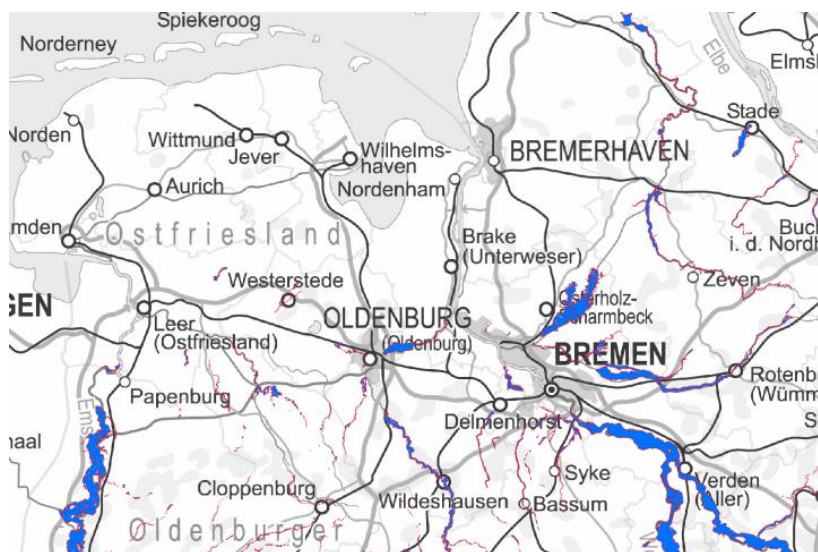 Spiekeroog
Norderney
Elbe
Elmsh
Stade
Norden
Wittmund
Jever
Wilhelms-
haven
BREMERHAVEN
Nordenham
Aurich
Buch
i. d. Nordh
mden
Ostfriesland
Brake
(Unterweser)
Zeven
Westerstede
GEN
Leer
(Ostfriesland)
OLDENBURG
(Oldenburg)
Osterholz-
Scharmbeck
BREMEN
Rotenb
(Wümm
Papenburg
Ems
Delmenhorst
naal
S
Syke
Verden
(Aller)
Cloppenburg
Wildeshausen
Bassum
Oldenburger
W